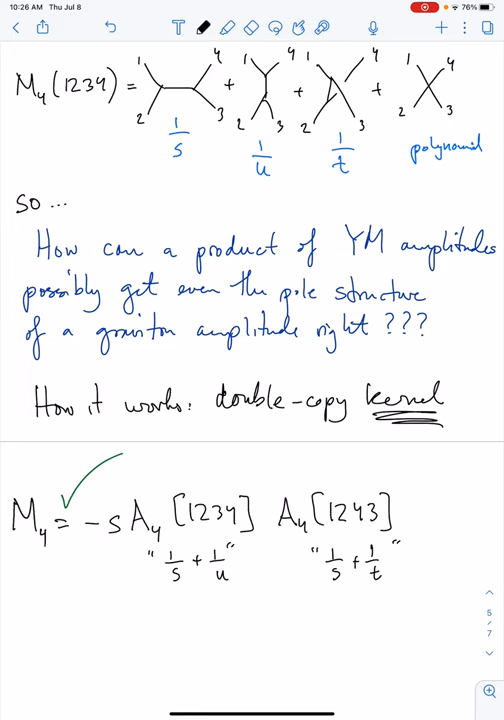 10:26 AM Thu Jul 8
76%
1 4 1 4 1 4 1 4
M4 (1234) = + + +
2 3 2 3 2 3 2 3
1/s 1/u 1/t polynomial
so ...
How can a product of YM amplitudes
possibly get even the pole structure
of a graviton amplitude right ???
How it works: double-copy kernel
M4 = -s A4 [1234] A4 [1243]
"1/s + 1/u" "1/s + 1/t"
5
/
7